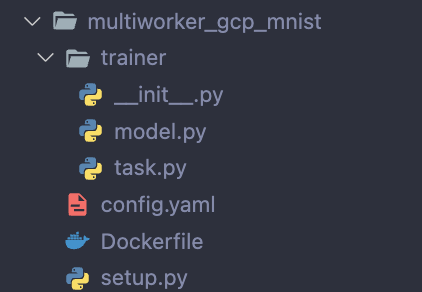 multiworker_gcp_mnist
trainer
__init__.py
model.py
task.py
config.yaml
Dockerfile
setup.py